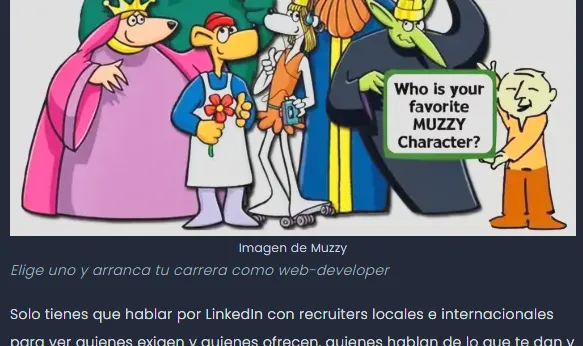 Who is your
favorite
MUZZY
Character?
Imagen de Muzzy
Elige uno y arranca tu carrera como web-developer
Solo tienes que hablar por LinkedIn con recruiters locales e internacionales
para ver quienes exigen y quienes ofrecen, quienes hablan de lo que te dan y